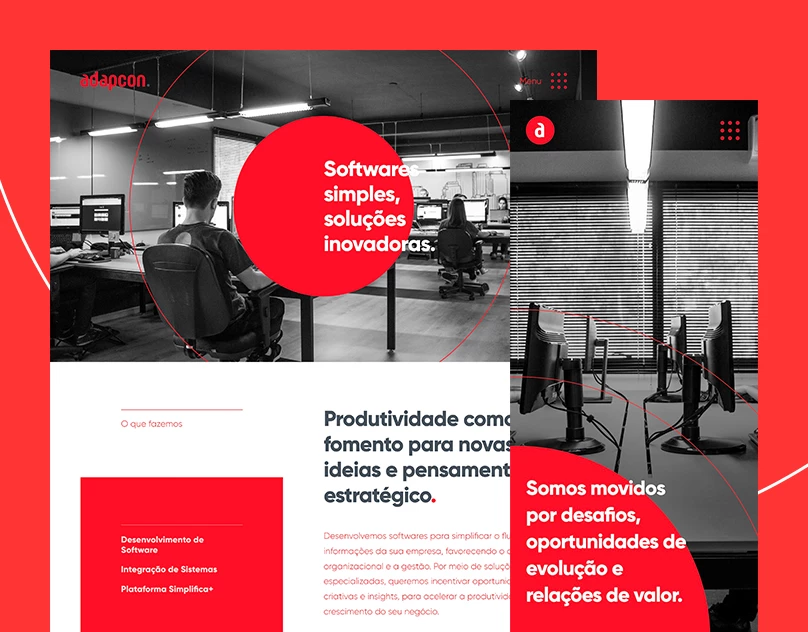 adapcon.
Menu
Softwares
simples,
soluções
inovadoras.
O que fazemos
Produtividade como
fomento para novas
ideias e pensament
estratégico.
Desenvolvimento de
Software
Integração de Sistemas
Plataforma Simplifica+
Desenvolvemos softwares para simplificar o flu
informações da sua empresa, favorecendo o
organizacional e a gestão. Por meio de soluçõ
especializadas, queremos incentivar oportuni
criativas e insights, para acelerar a produtivid
crescimento do seu negócio.
a
Somos movidos
por desafios,
oportunidades de
evolução e
relações de valor.